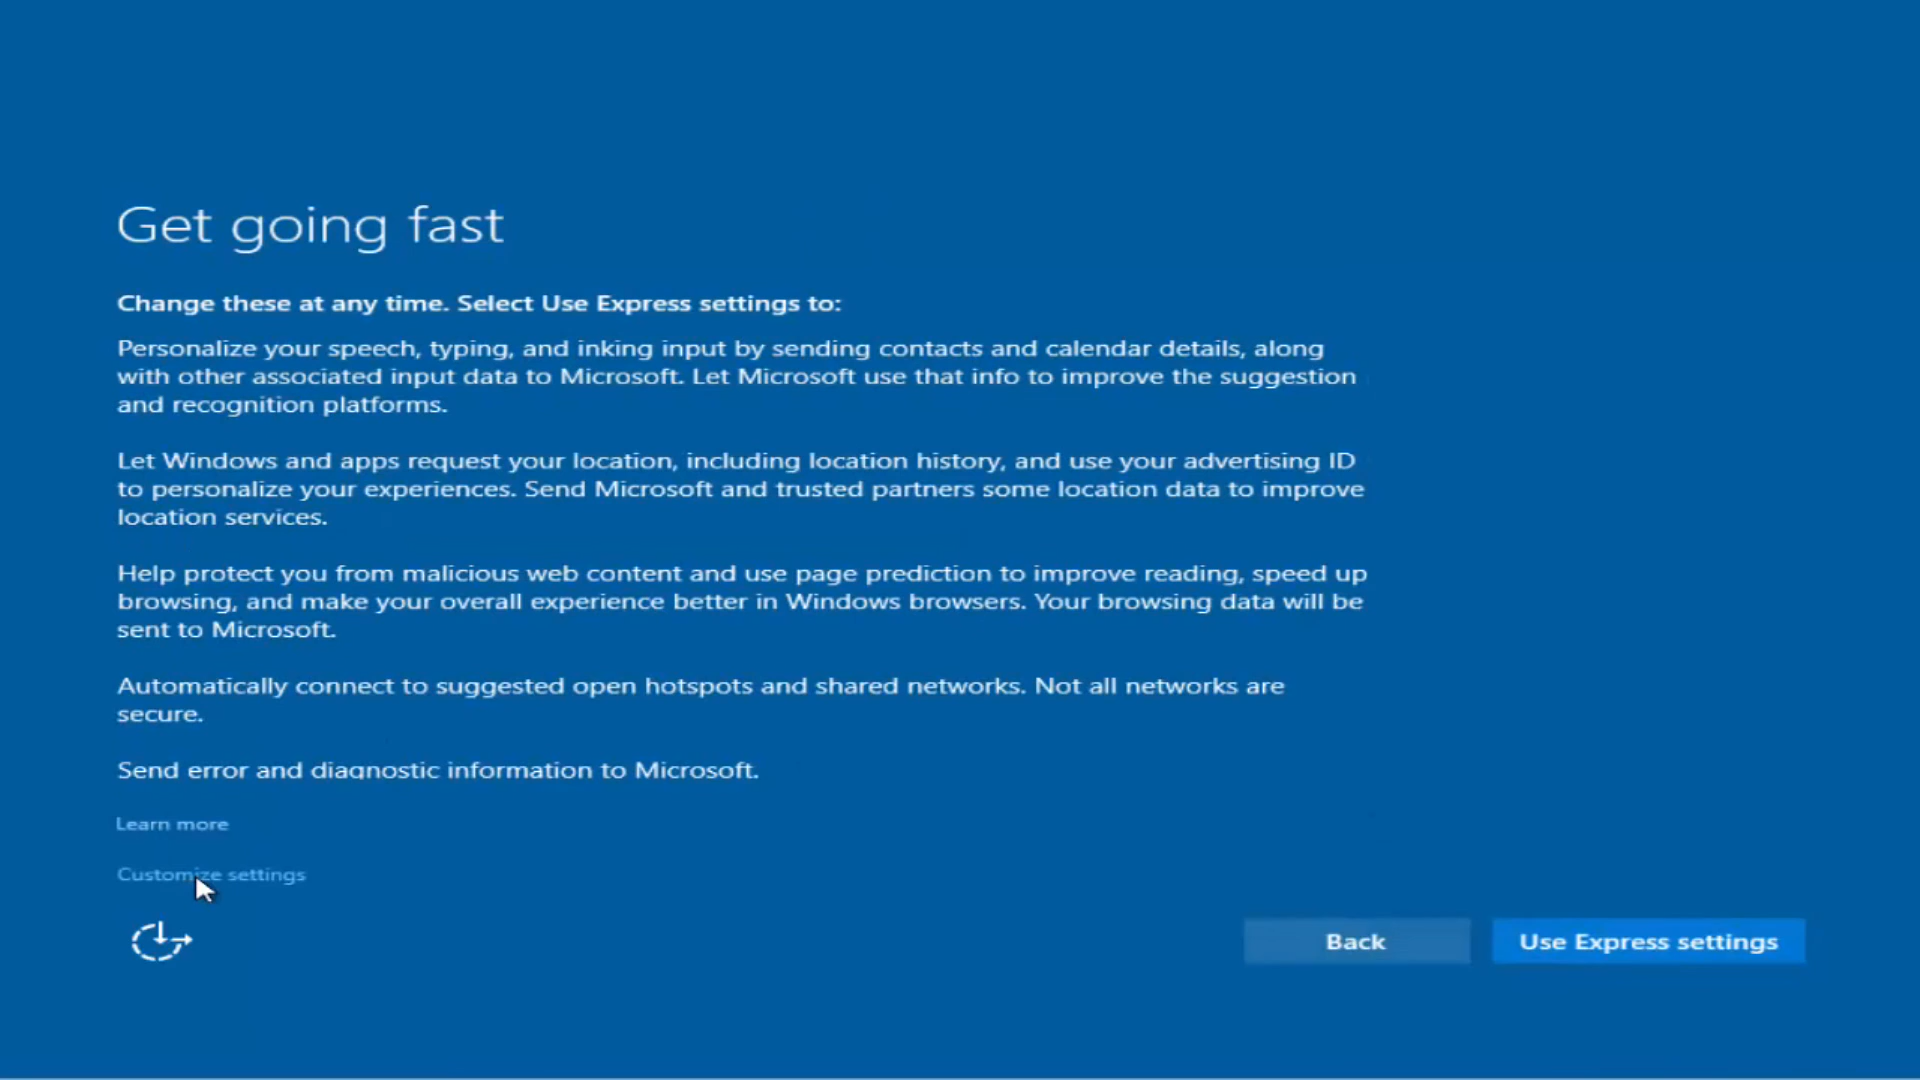 Get going fast
Change these at any time. Select Use Express settings to:
Personalize your speech, typing, and inking input by sending contacts and calendar details, along
with other associated input data to Microsoft. Let Microsoft use that info to improve the suggestion
and recognition platforms.
Let Windows and apps request your location, including location history, and use your advertising ID
to personalize your experiences. Send Microsoft and trusted partners some location data to improve
location services.
Help protect you from malicious web content and use page prediction to improve reading, speed up
browsing, and make your overall experience better in Windows browsers. Your browsing data will be
sent to Microsoft.
Automatically connect to suggested open hotspots and shared networks. Not all networks are
secure.
Send error and diagnostic information to Microsoft.
Learn more
Customize settings
Back
Use Express settings